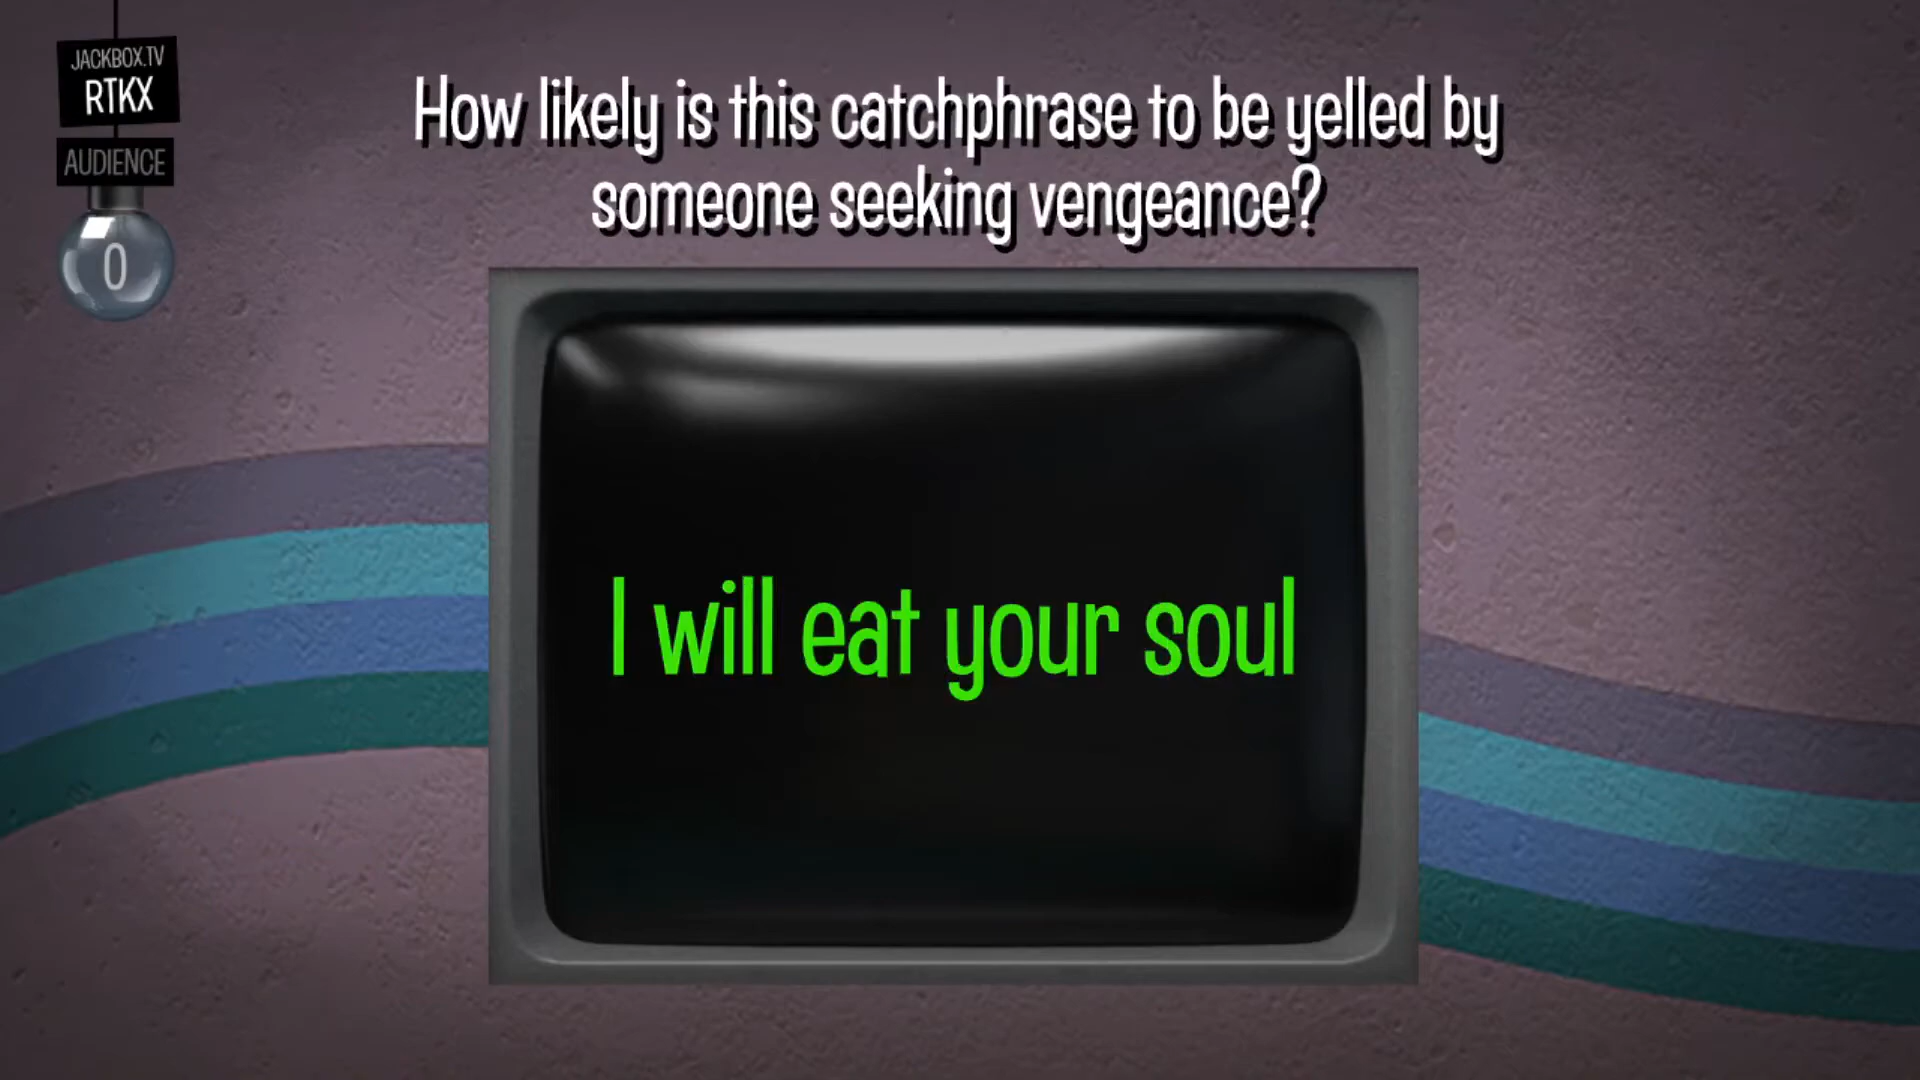 JACKBOX.TV
RTKX
AUDIENCE
0
How likely is this catchphrase to be yelled by
someone seeking vengeance?
I will eat your soul